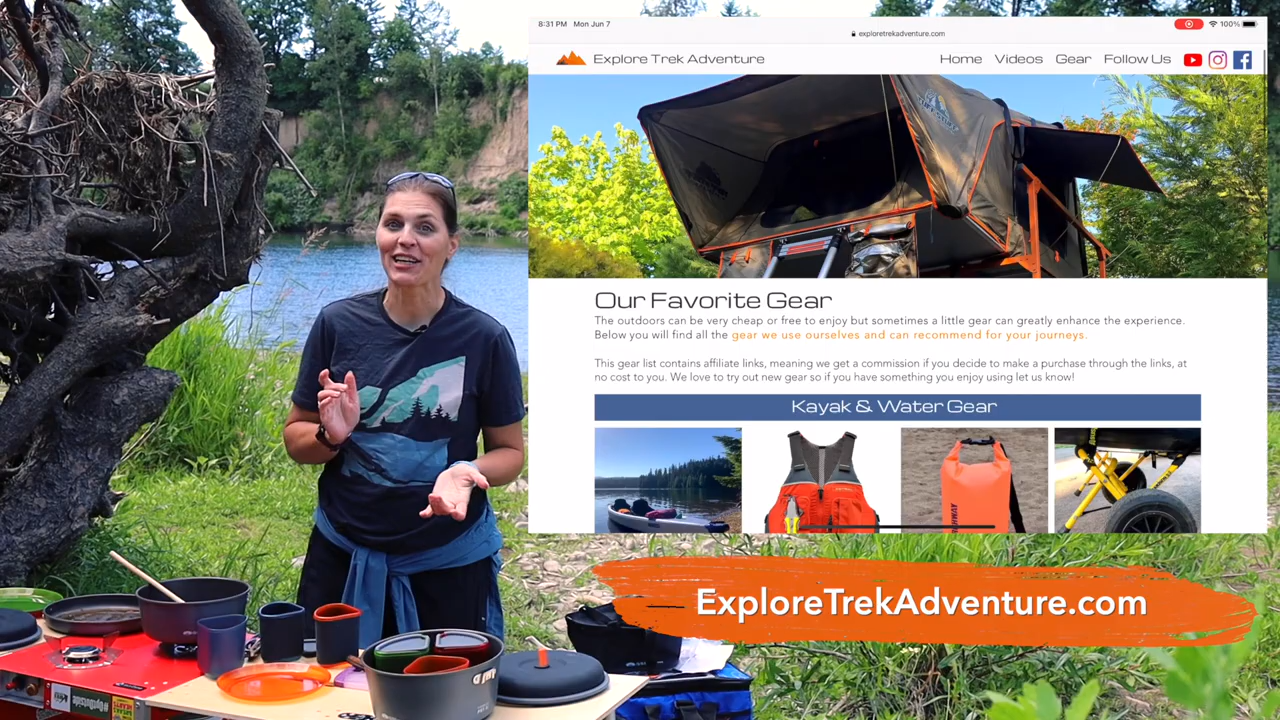 8:31 PM Mon Jun 7
100%
exploretrekadventure.com
Explore Trek Adventure
Home Videos Gear Follow Us
Our Favorite Gear
The outdoors can be very cheap or free to enjoy but sometimes a little gear can greatly enhance the experience.
Below you will find all the gear we use ourselves and can recommend for your journeys.
This gear list contains affiliate links, meaning we get a commission if you decide to make a purchase through the links, at
no cost to you. We love to try out new gear so if you have something you enjoy using let us know!
Kayak & Water Gear
ExploreTrekAdventure.com
#OptOutside